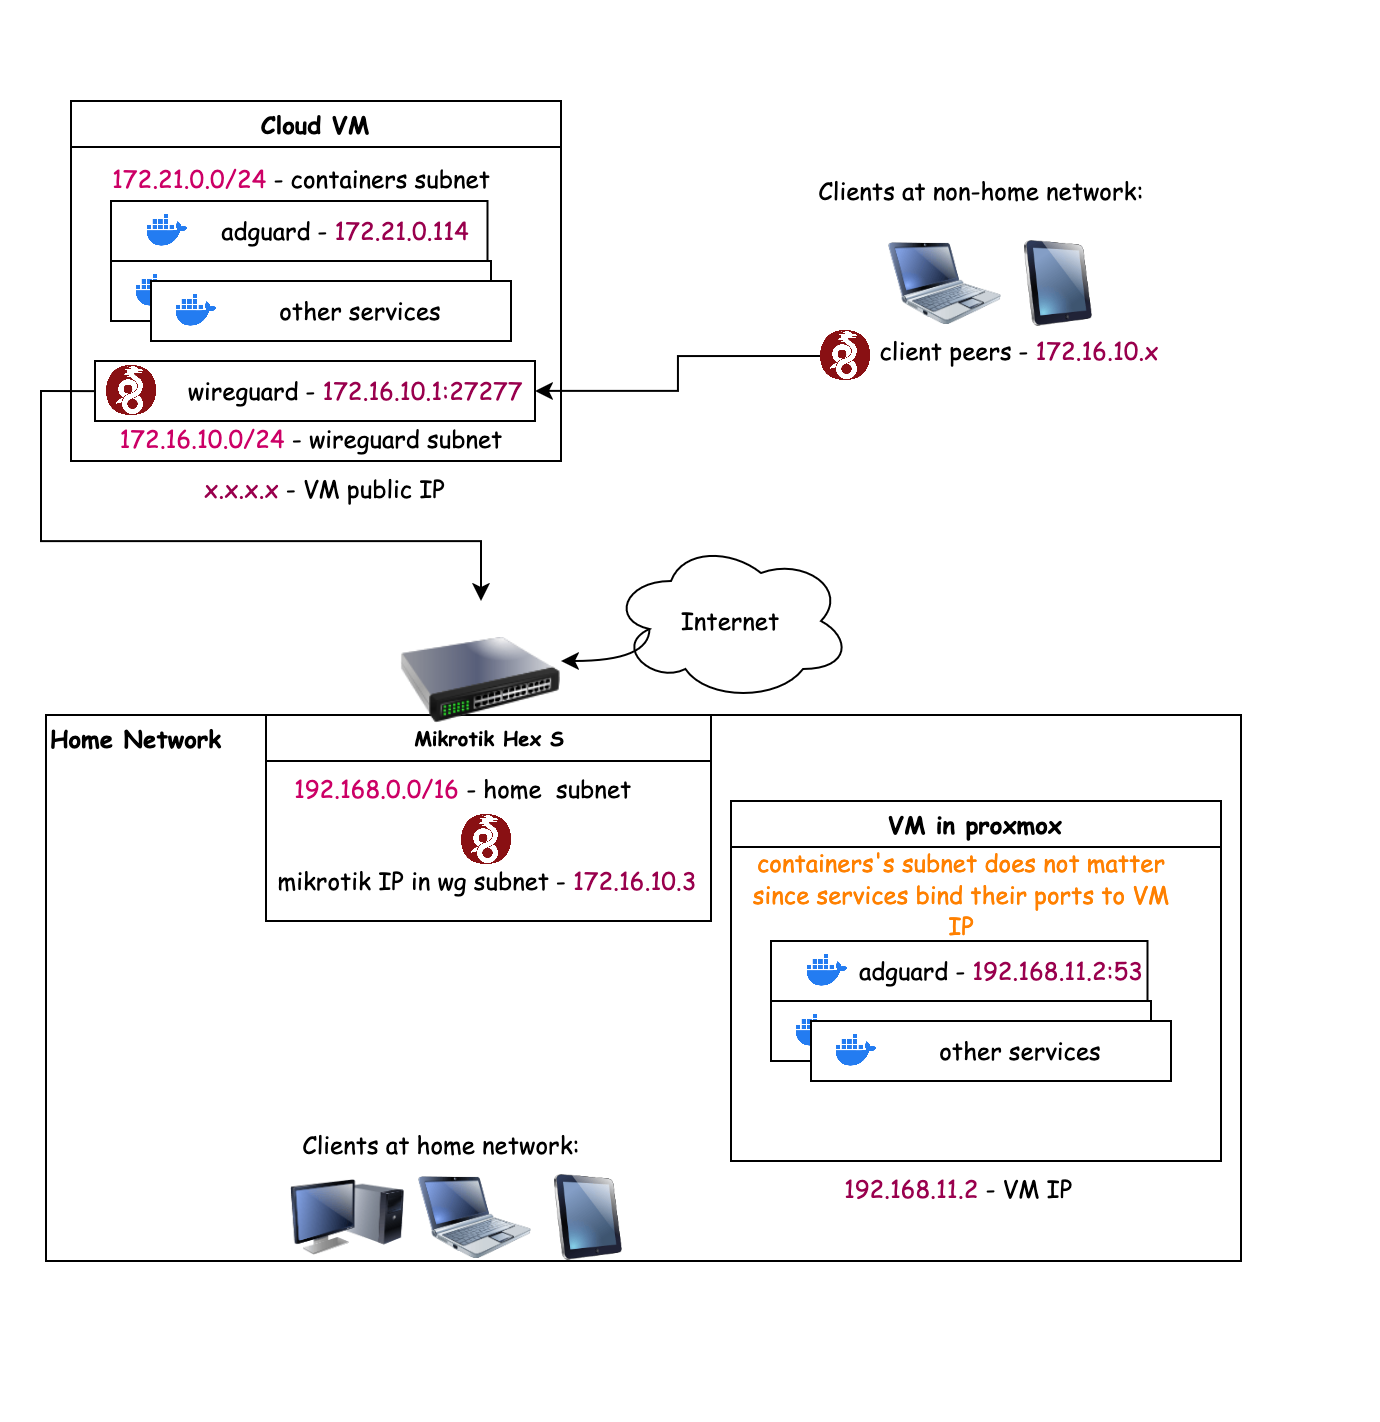 Cloud VM
172.21.0.0/24 - containers subnet
adguard - 172.21.0.114
other services
wireguard - 172.16.10.1:27277
172.16.10.0/24 - wireguard subnet
x.x.x.x - VM public IP
Clients at non-home network:
client peers - 172.16.10.x
Internet
Home Network
Mikrotik Hex S
192.168.0.0/16 - home  subnet
mikrotik IP in wg subnet - 172.16.10.3
VM in proxmox
containers's subnet does not matter
since services bind their ports to VM
IP
adguard - 192.168.11.2:53
other services
192.168.11.2 - VM IP
Clients at home network: